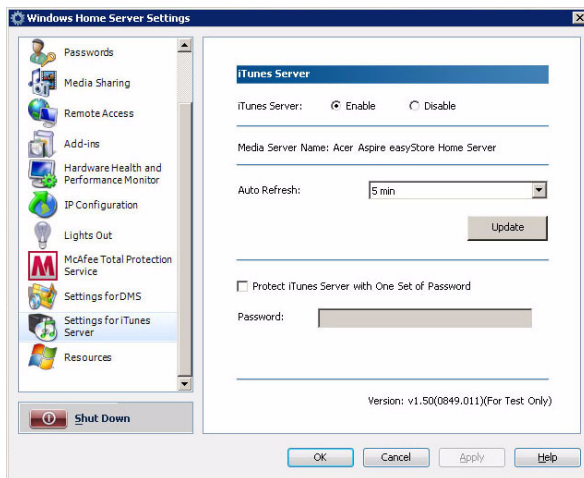 Windows Home Server Settings
Passwords
Media Sharing
Remote Access
Add-ins
Hardware Health and
Performance Monitor
IP Configuration
Lights Out
McAfee Total Protection
Service
Settings for DMS
Settings for iTunes
Server
Resources
Shut Down
iTunes Server
iTunes Server: Enable Disable
Media Server Name: Acer Aspire easyStore Home Server
Auto Refresh: 5 min
Update
Protect iTunes Server with One Set of Password
Password:
Version: v1.50(0849.011)(For Test Only)
OK Cancel Apply Help